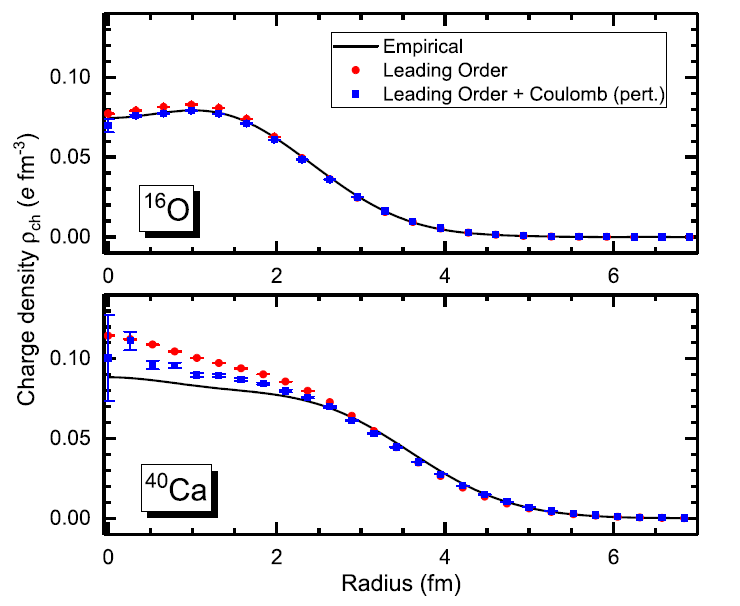 Empirical
Leading Order
Leading Order + Coulomb (pert.)
0.10
0.05
0.00
¹⁶O
0 2 4 6
0.10
0.05
0.00
⁴⁰Ca
0 2 4 6
Charge density ρch (e fm⁻³)
Radius (fm)